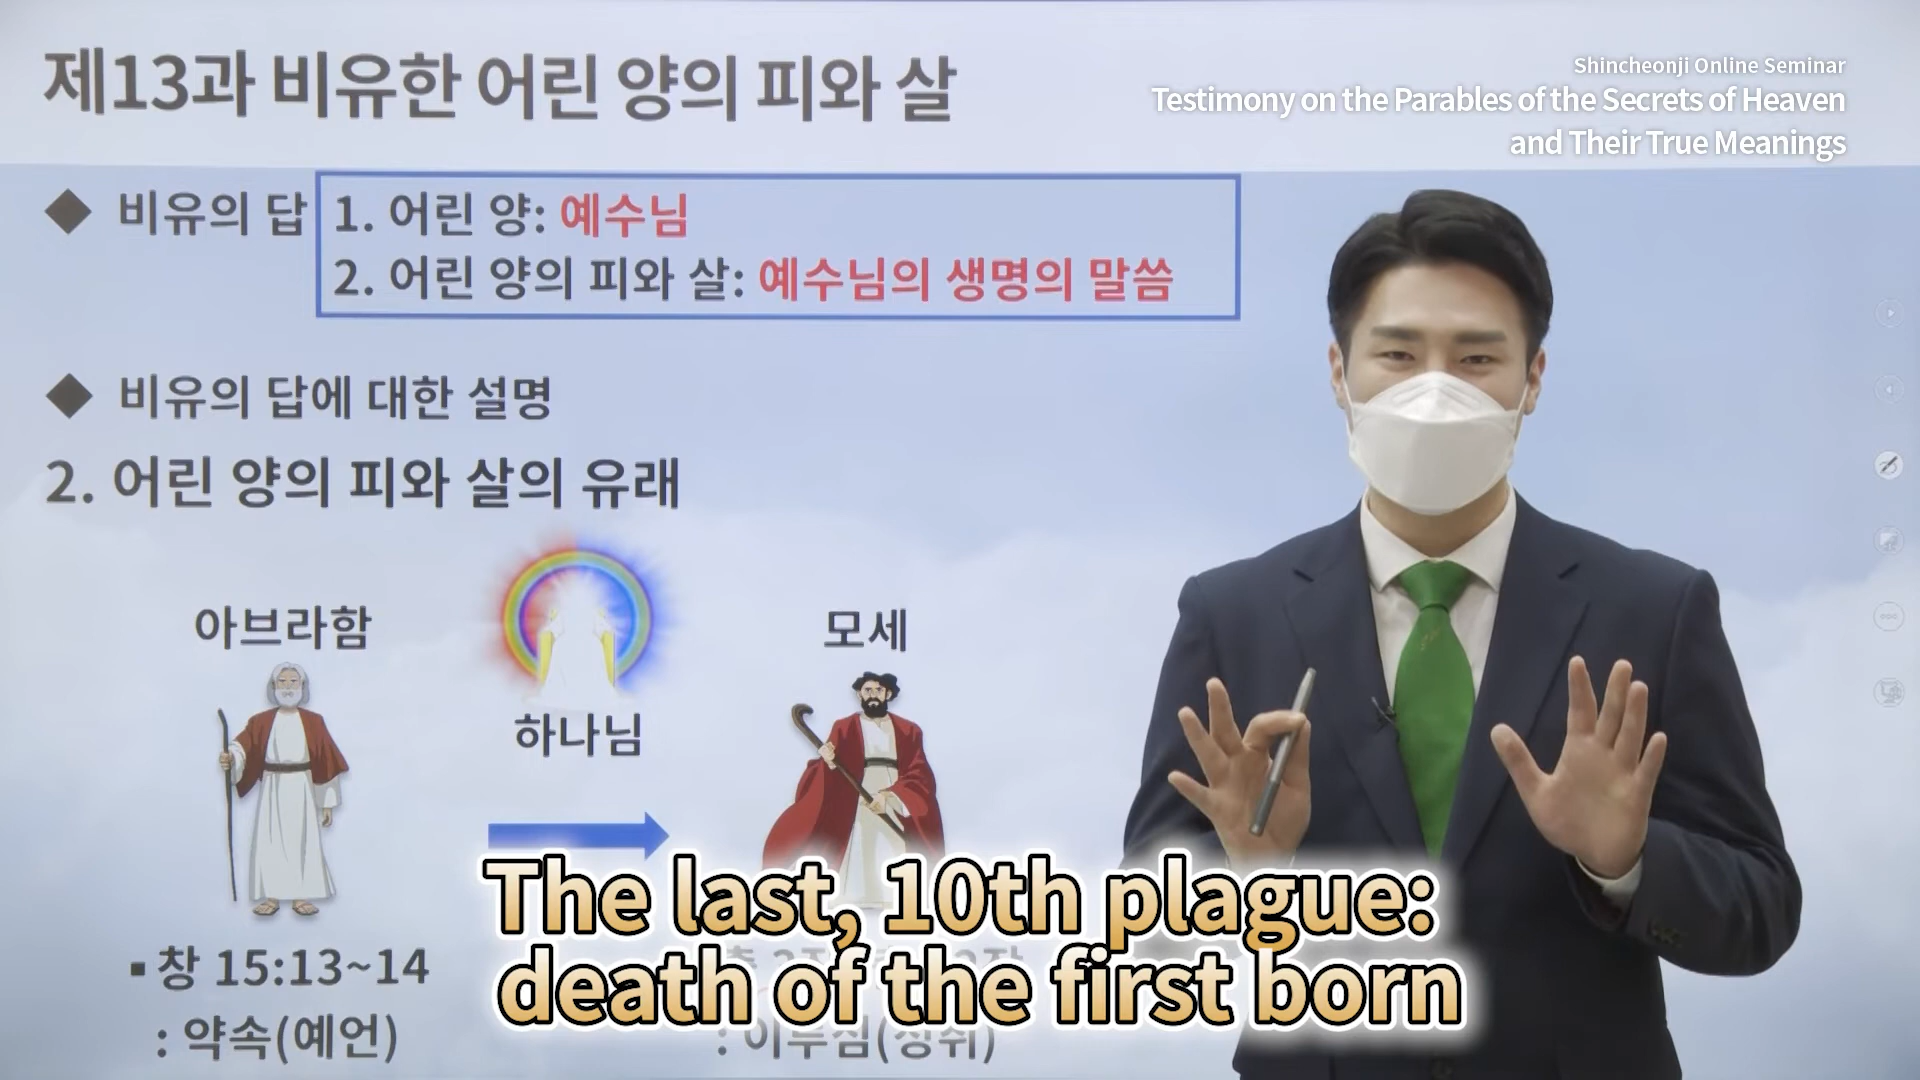 제13과 비유한 어린 양의 피와 살
Shincheonji Online Seminar
Testimony on the Parables of the Secrets of Heaven
and Their True Meanings
◆ 비유의 답
1. 어린 양: 예수님
2. 어린 양의 피와 살: 예수님의 생명의 말씀
◆ 비유의 답에 대한 설명
2. 어린 양의 피와 살의 유래
아브라함
모세
하나님
▪ 창 15:13~14
: 약속(예언)
The last, 10th plague:
death of the first born